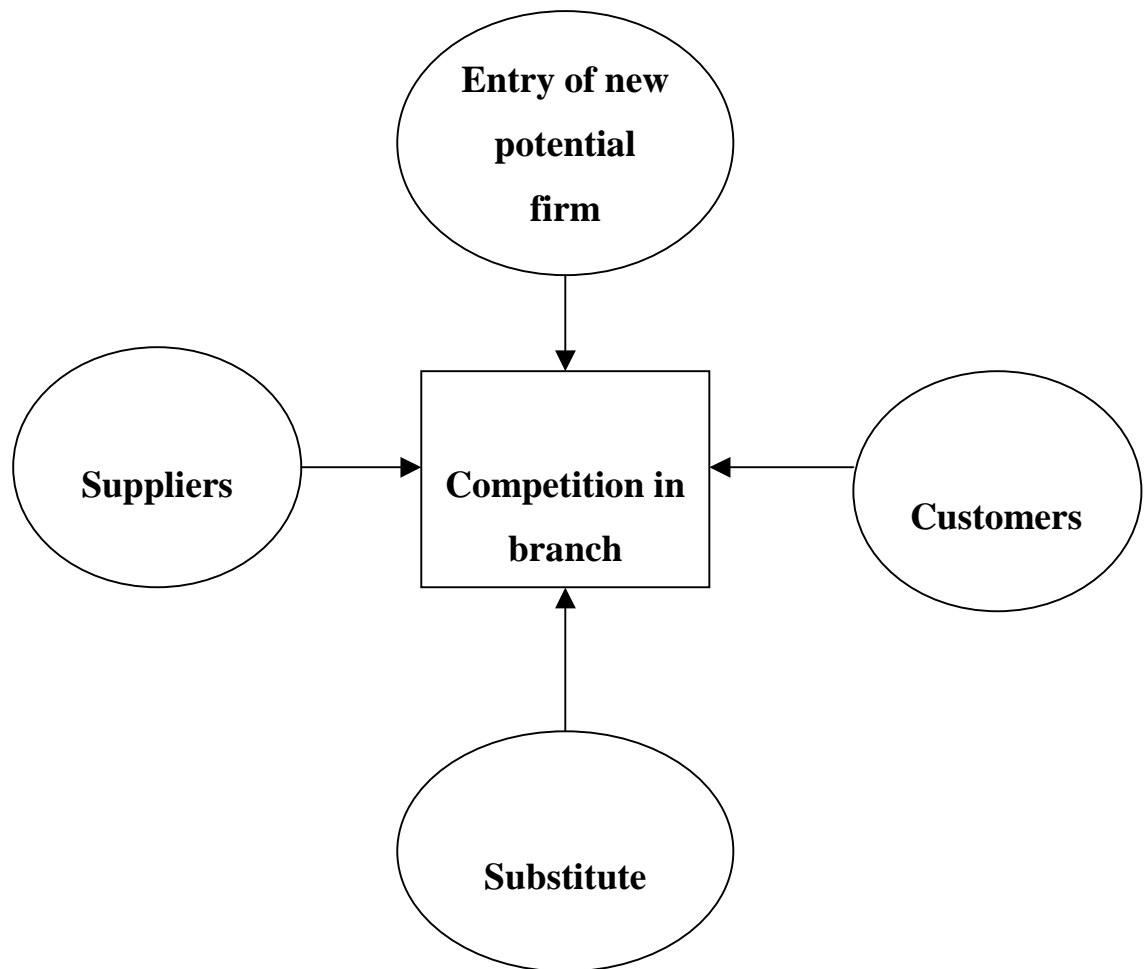 Entry of new
potential
firm
Suppliers
Competition in
branch
Customers
Substitute